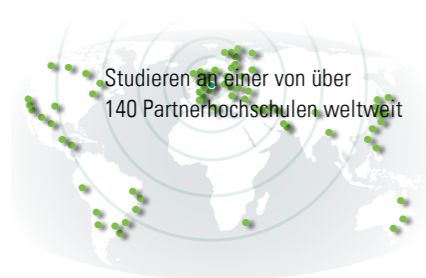 Studieren an einer von über
140 Partnerhochschulen weltweit